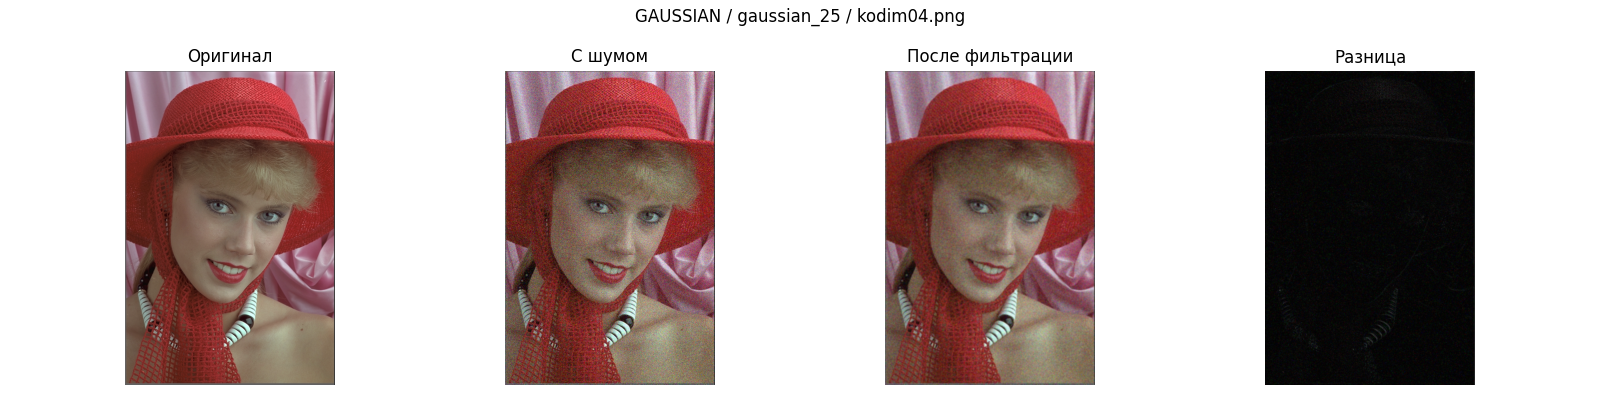 GAUSSIAN / gaussian_25 / kodim04.png
Оригинал
С шумом
После фильтрации
Разница